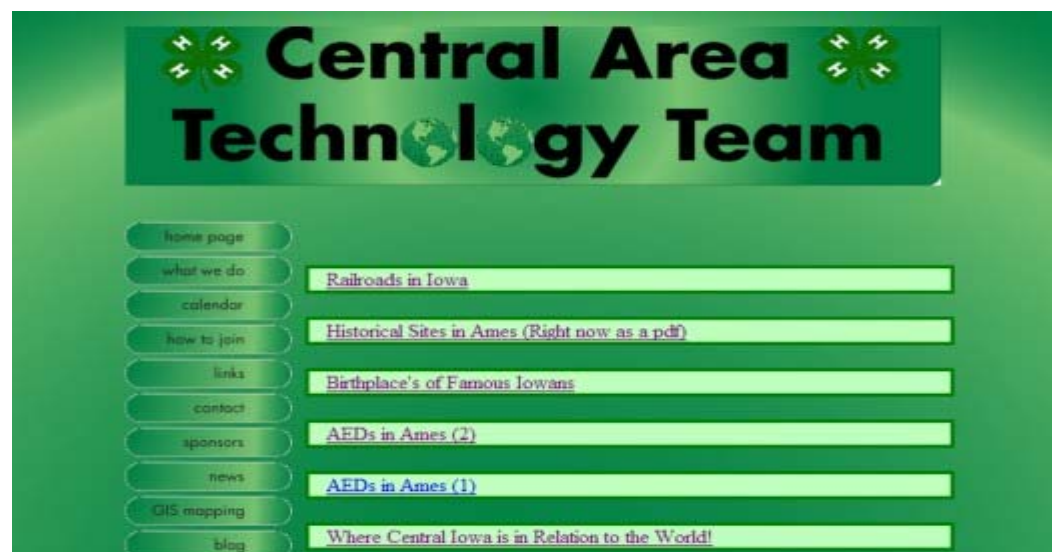 Central Area
Technology Team
home page
what we do
calendar
how to join
links
contact
sponsors
news
GIS mapping
blog
Railroads in Iowa
Historical Sites in Ames (Right now as a pdf)
Birthplace's of Famous Iowans
AEDs in Ames (2)
AEDs in Ames (1)
Where Central Iowa is in Relation to the World!